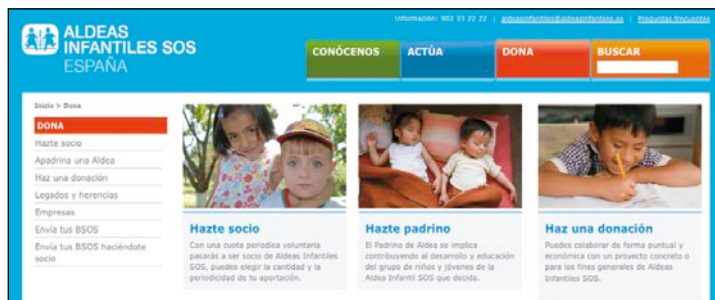 Información: 902 33 22 22 | aldeasinfantiles@aldeasinfantiles.es | Preguntas frecuentes
ALDEAS
INFANTILES SOS
ESPAÑA
CONÓCENOS
ACTÚA
DONA
BUSCAR
Inicio > Dona
DONA
Hazte socio
Apadrina una Aldea
Haz una donación
Legados y herencias
Empresas
Envía tus BSOS
Envía tus BSOS haciéndote
socio
Hazte socio
Con una cuota periodica voluntaria
pasarás a ser socio de Aldeas Infantiles
SOS, puedes elegir la cantidad y la
periodicidad de tu aportación.
Hazte padrino
El Padrino de Aldea se implica
contribuyendo al desarrollo y educación
del grupo de niños y jóvenes de la
Aldea Infantil SOS que decida.
Haz una donación
Puedes colaborar de forma puntual y
económica con un proyecto concreto o
para los fines generales de Aldeas
Infantiles SOS.